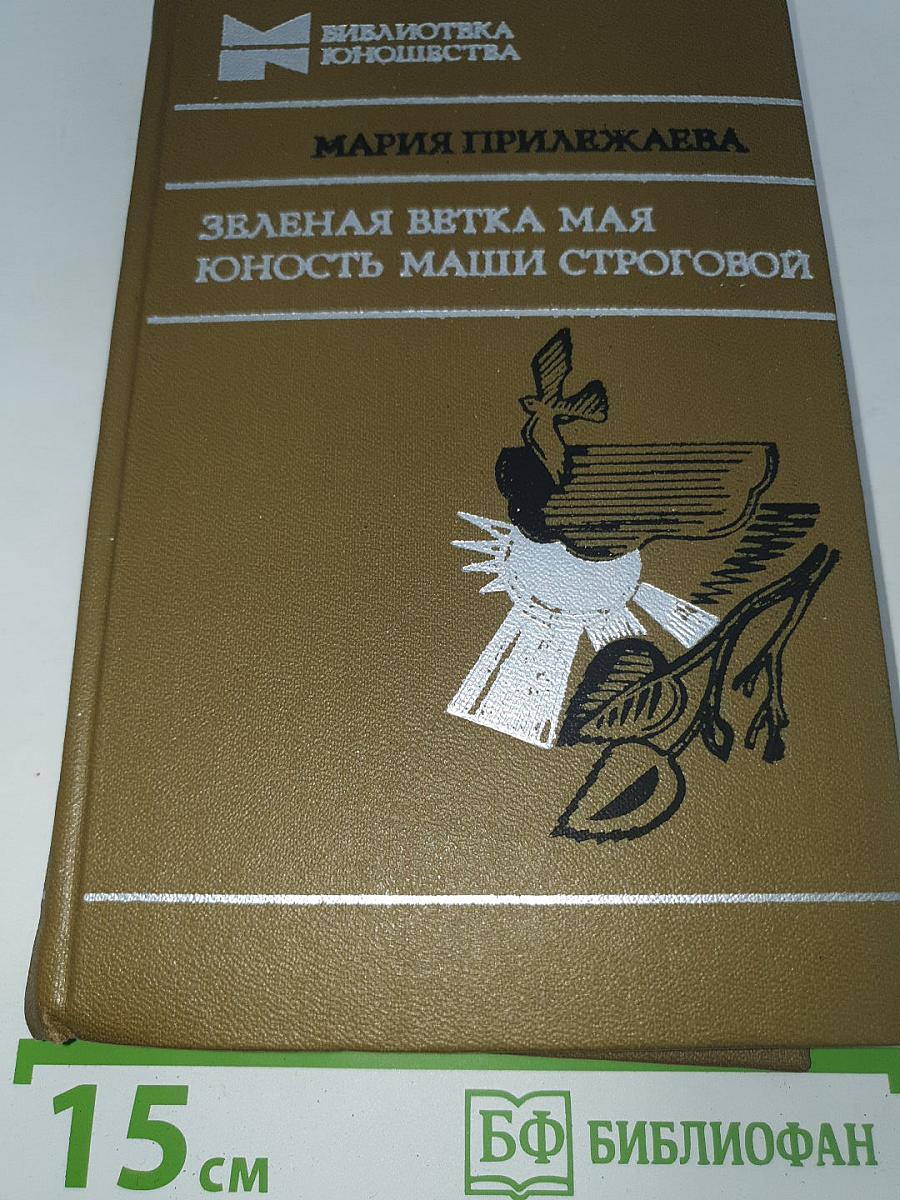 БИБЛИОТЕКА
ЮНОШЕСТВА
МАРИЯ ПРИЛЕЖАЕВА
ЗЕЛЕНАЯ ВЕТКА МАЯ
ЮНОСТЬ МАШИ СТРОГОВОЙ
15 см
БФ БИБЛИОФАН